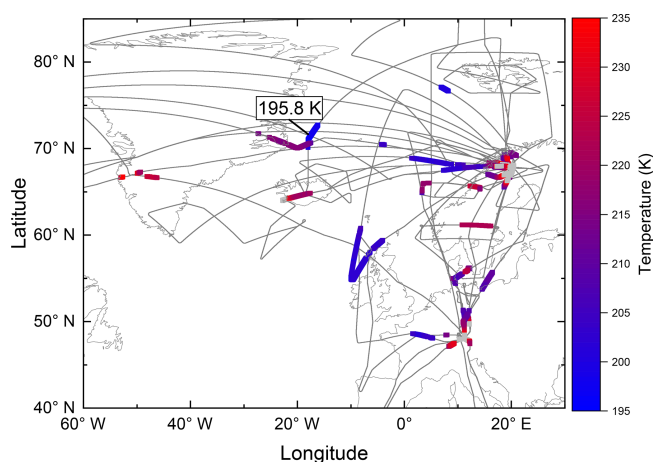 80° N
70° N
60° N
50° N
40° N
Latitude
195.8 K
60° W
40° W
20° W
0°
20° E
Longitude
235
230
225
220
215
210
205
200
195
Temperature (K)